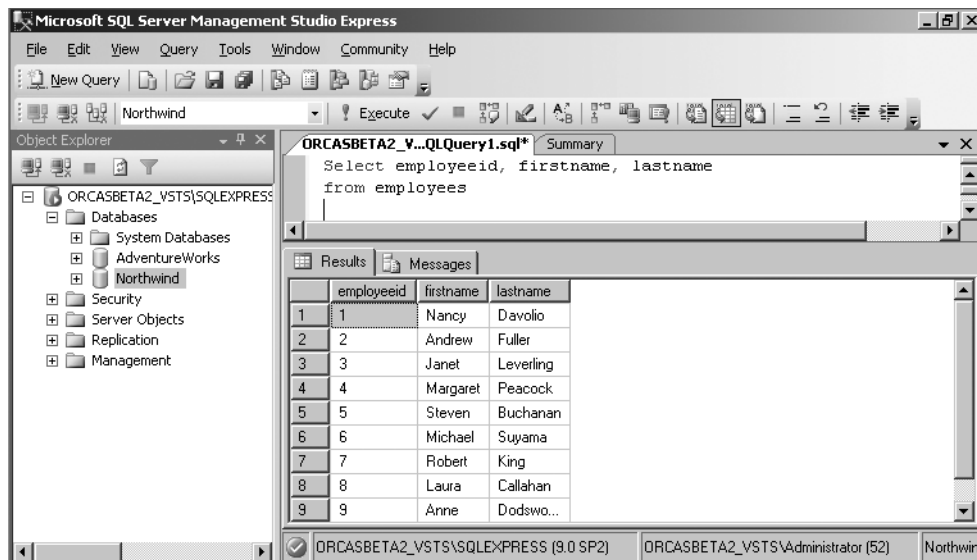 Microsoft SQL Server Management Studio Express
File Edit View Query Tools Window Community Help
New Query
Northwind Execute
Object Explorer
ORCASBETA2_V...QLQuery1.sql* Summary
ORCASBETA2_VSTS\SQLEXPRESS
Databases
System Databases
AdventureWorks
Northwind
Security
Server Objects
Replication
Management
Select employeeid, firstname, lastname
from employees
Results Messages
employeeid firstname lastname
1 1 Nancy Davolio
2 2 Andrew Fuller
3 3 Janet Leverling
4 4 Margaret Peacock
5 5 Steven Buchanan
6 6 Michael Suyama
7 7 Robert King
8 8 Laura Callahan
9 9 Anne Dodswo...
ORCASBETA2_VSTS\SQLEXPRESS (9.0 SP2) ORCASBETA2_VSTS\Administrator (52) Northwin